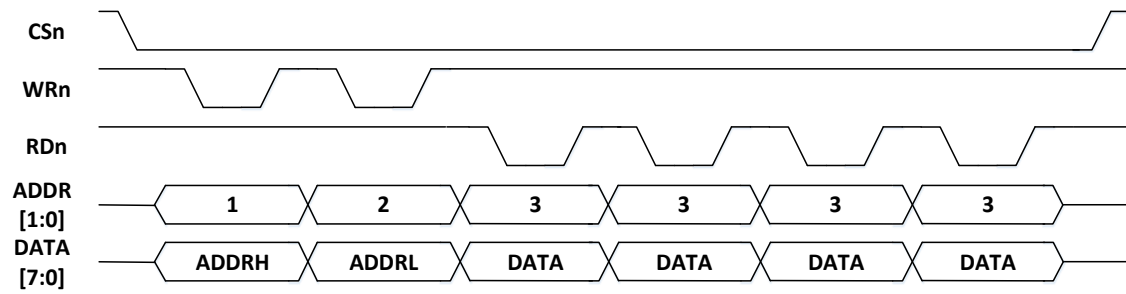 CSn
WRn
RDn
ADDR
[1:0]
1 2 3 3 3 3
DATA
[7:0]
ADDRH ADDRL DATA DATA DATA DATA